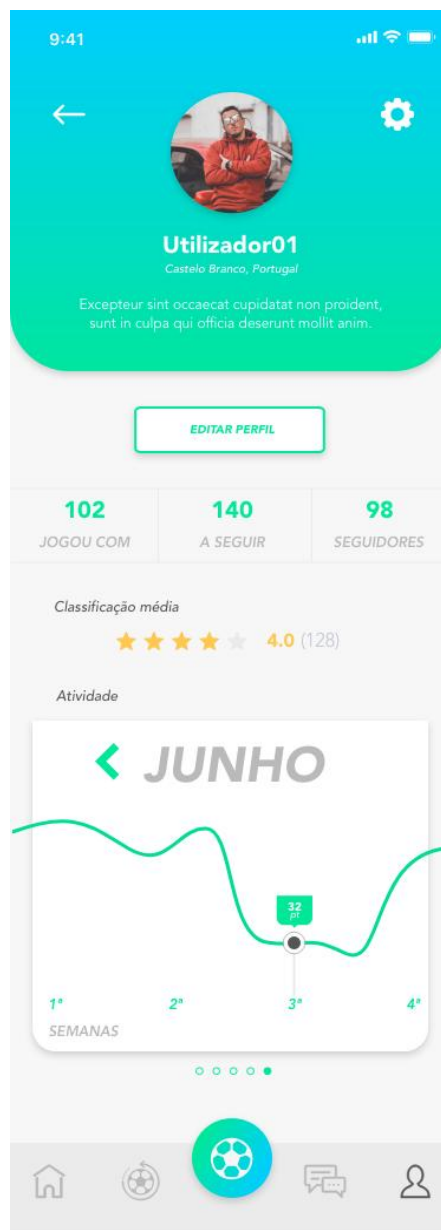 9:41
Utilizador01
Castelo Branco, Portugal
Excepteur sint occaecat cupidatat non proident,
sunt in culpa qui officia deserunt mollit anim.
EDITAR PERFIL
102 140 98
JOGOU COM A SEGUIR SEGUIDORES
Classificação média
4.0 (128)
Atividade
JUNHO
32
pt
1ª 2ª 3ª 4ª
SEMANAS